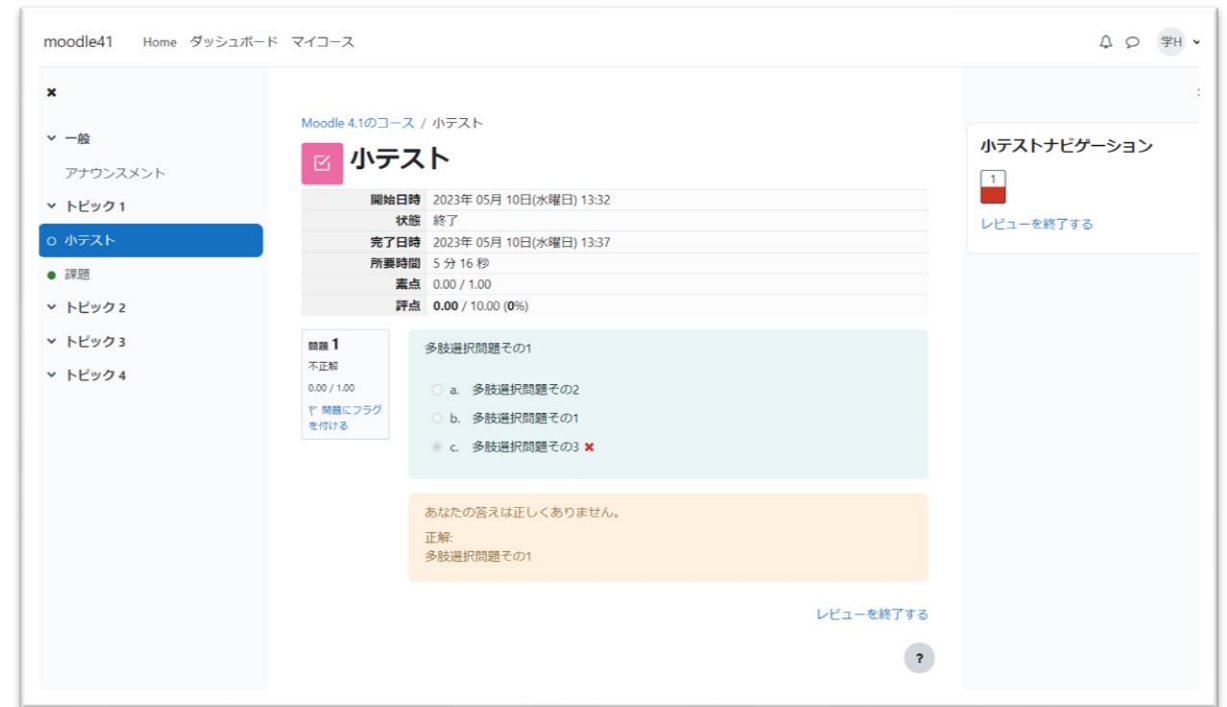 moodle41 Home ダッシュボード マイコース 学H
一般
アナウンスメント
トピック 1
小テスト
課題
トピック 2
トピック 3
トピック 4
Moodle 4.1のコース / 小テスト
小テスト
開始日時 2023年 05月 10日(水曜日) 13:32
状態 終了
完了日時 2023年 05月 10日(水曜日) 13:37
所要時間 5 分 16 秒
素点 0.00 / 1.00
評点 0.00 / 10.00 (0%)
問題 1
不正解
0.00 / 1.00
問題にフラグ
を付ける
多肢選択問題その1
a. 多肢選択問題その2
b. 多肢選択問題その1
c. 多肢選択問題その3
あなたの答えは正しくありません。
正解:
多肢選択問題その1
レビューを終了する
?
小テストナビゲーション
1
レビューを終了する